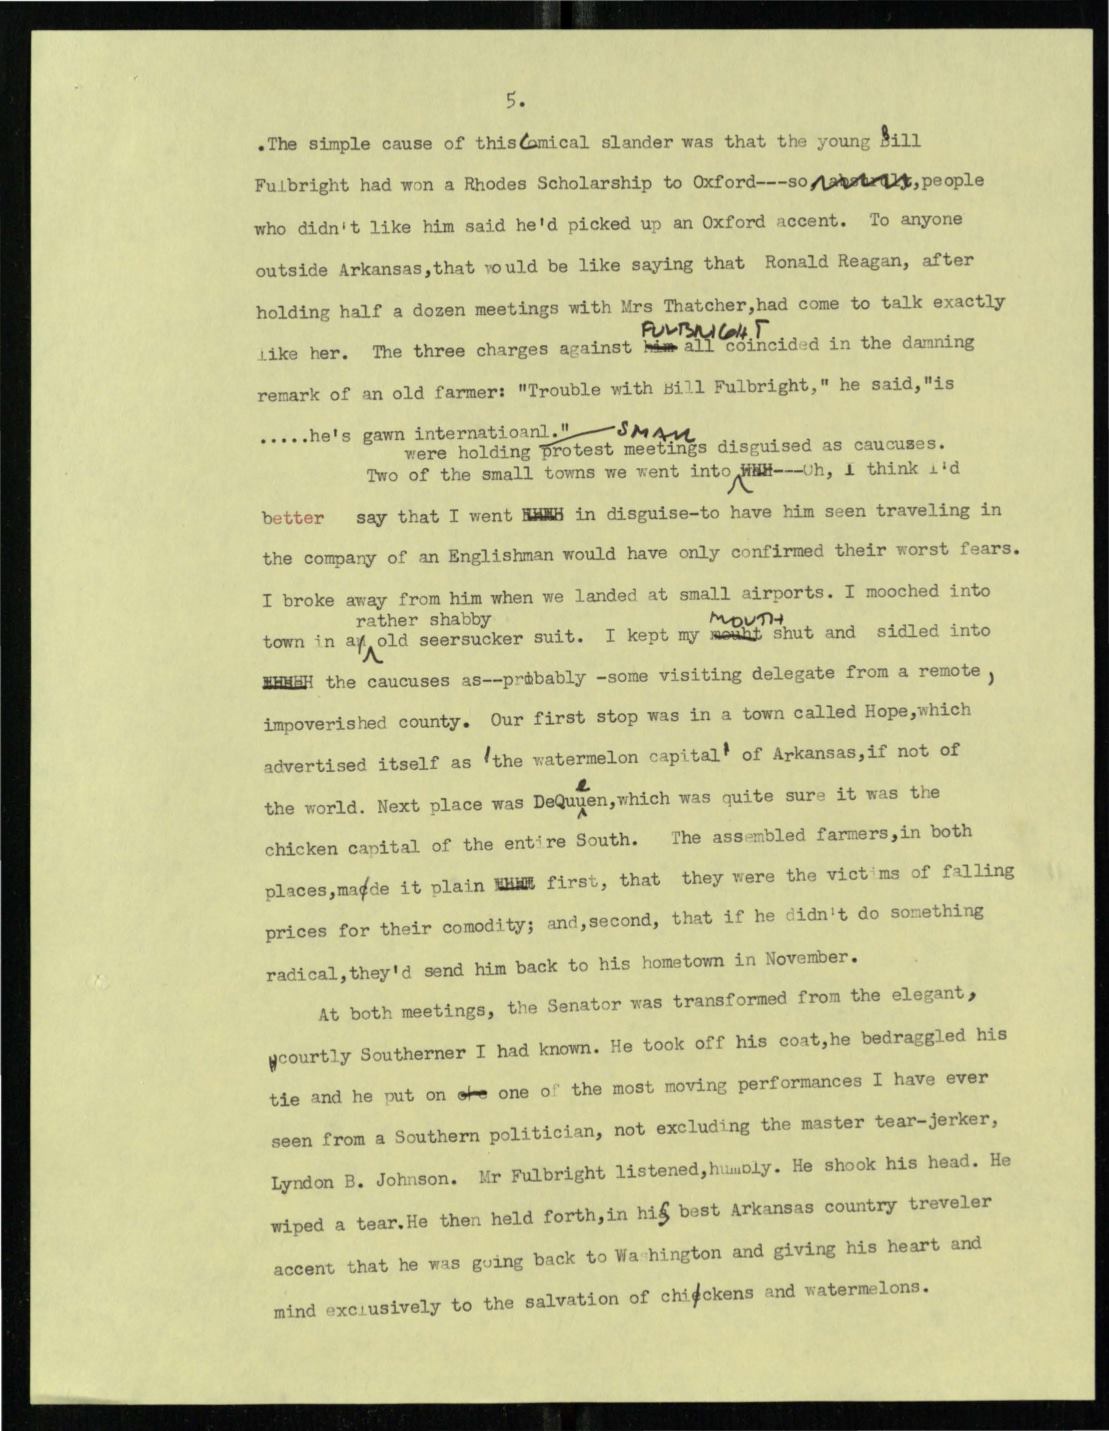 5.
.The simple cause of this Comical slander was that the young Bill
Fulbright had won a Rhodes Scholarship to Oxford---so, ,people
who didn't like him said he'd picked up an Oxford accent. To anyone
outside Arkansas,that would be like saying that Ronald Reagan, after
holding half a dozen meetings with Mrs Thatcher,had come to talk exactly
FULBRIGHT
like her. The three charges against him all coincided in the damning
remark of an old farmer: "Trouble with Bill Fulbright," he said,"is
.....he's gawn internatioanl." SMALL
were holding protest meetings disguised as caucuses.
Two of the small towns we went into ---Oh, I think I'd
better say that I went in disguise-to have him seen traveling in
the company of an Englishman would have only confirmed their worst fears.
I broke away from him when we landed at small airports. I mooched into
rather shabby MOUTH
town in a old seersucker suit. I kept my mouht shut and sidled into
the caucuses as--probably -some visiting delegate from a remote,
impoverished county. Our first stop was in a town called Hope,which
advertised itself as 'the watermelon capital' of Arkansas,if not of
e
the world. Next place was DeQuuen,which was quite sure it was the
chicken capital of the entire South. The assembled farmers,in both
places,made it plain first, that they were the victims of falling
prices for their comodity; and,second, that if he didn't do something
radical,they'd send him back to his hometown in November.
At both meetings, the Senator was transformed from the elegant,
courtly Southerner I had known. He took off his coat,he bedraggled his
tie and he put on one of the most moving performances I have ever
seen from a Southern politician, not excluding the master tear-jerker,
Lyndon B. Johnson. Mr Fulbright listened,humbly. He shook his head. He
wiped a tear.He then held forth,in his best Arkansas country treveler
accent that he was going back to Washington and giving his heart and
mind exclusively to the salvation of chickens and watermelons.